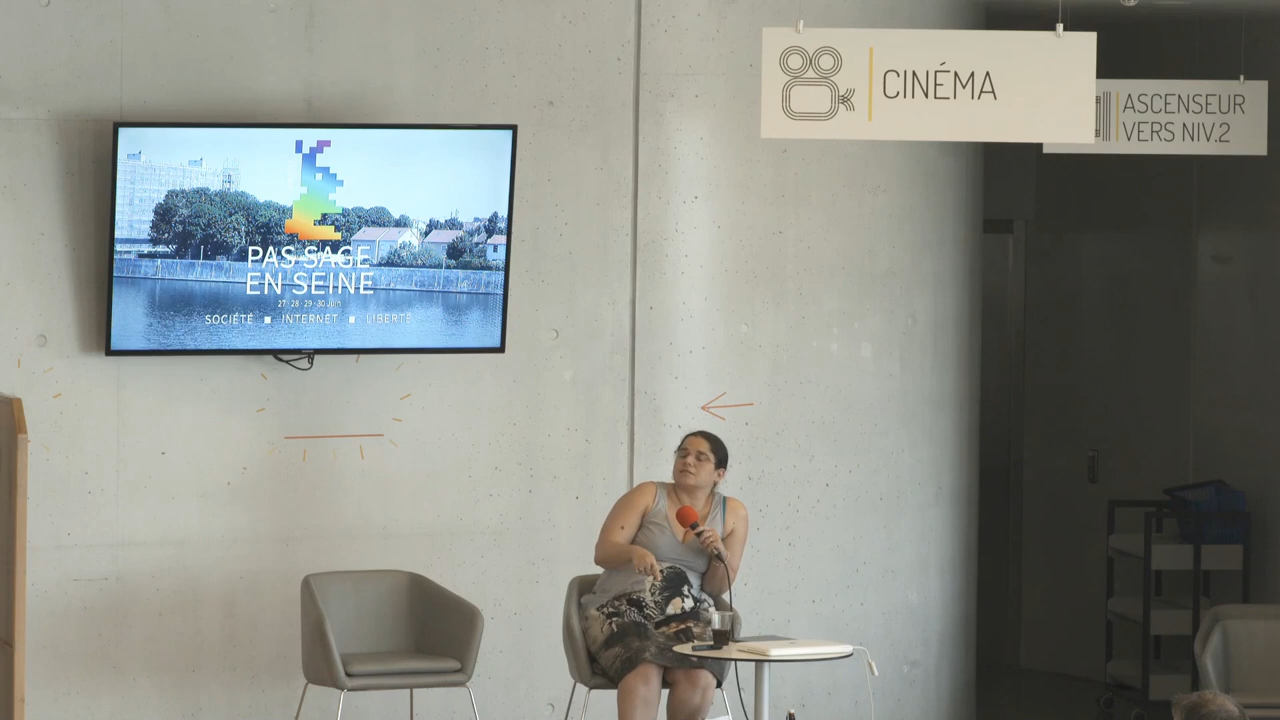 CINÉMA
ASCENSEUR
VERS NIV.2
PAS SAGE
EN SEINE
27 · 28 · 29 · 30 Juin
SOCIÉTÉ ■ INTERNET ■ LIBERTÉ